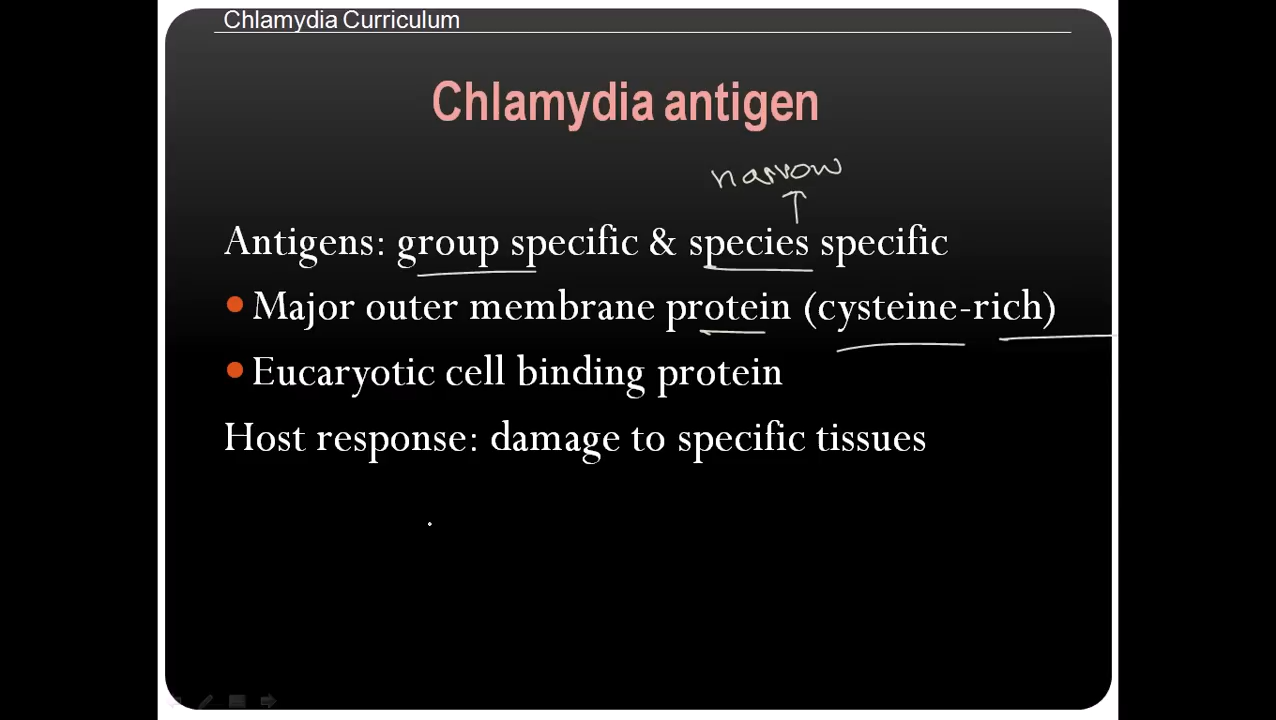 Chlamydia Curriculum
Chlamydia antigen
narrow
Antigens: group specific & species specific
Major outer membrane protein (cysteine-rich)
Eucaryotic cell binding protein
Host response: damage to specific tissues